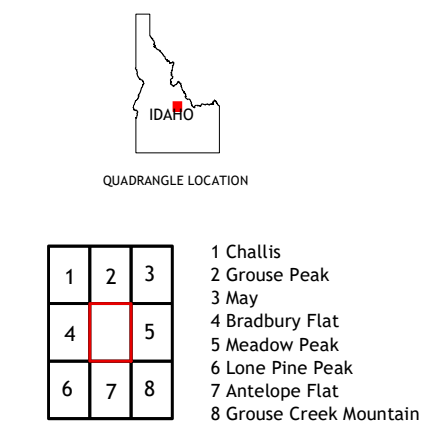 IDAHO
QUADRANGLE LOCATION
1 2 3
4 5
6 7 8
1 Challis
2 Grouse Peak
3 May
4 Bradbury Flat
5 Meadow Peak
6 Lone Pine Peak
7 Antelope Flat
8 Grouse Creek Mountain